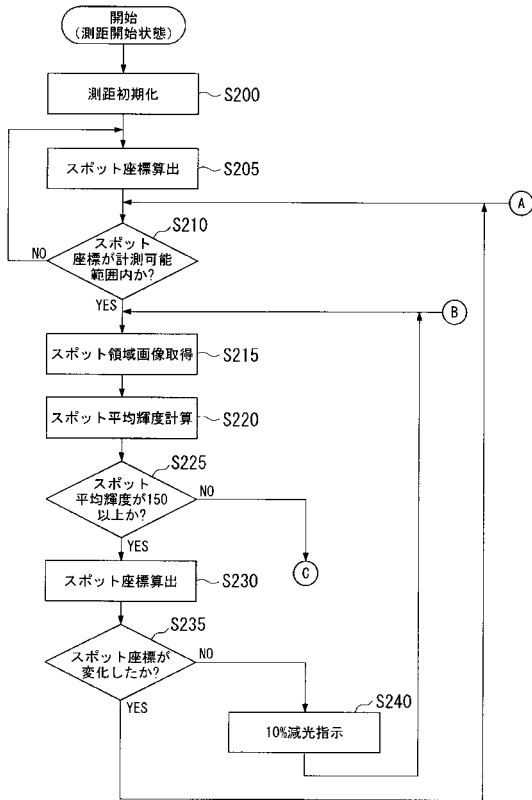 開始
(測距開始状態)
測距初期化
S200
スポット座標算出
S205
A
S210
スポット
座標が計測可能
範囲内か?
NO
YES
B
スポット領域画像取得
S215
スポット平均輝度計算
S220
S225
スポット
平均輝度が150
以上か?
NO
YES
C
スポット座標算出
S230
S235
スポット座標が
変化したか?
NO
YES
S240
10%減光指示